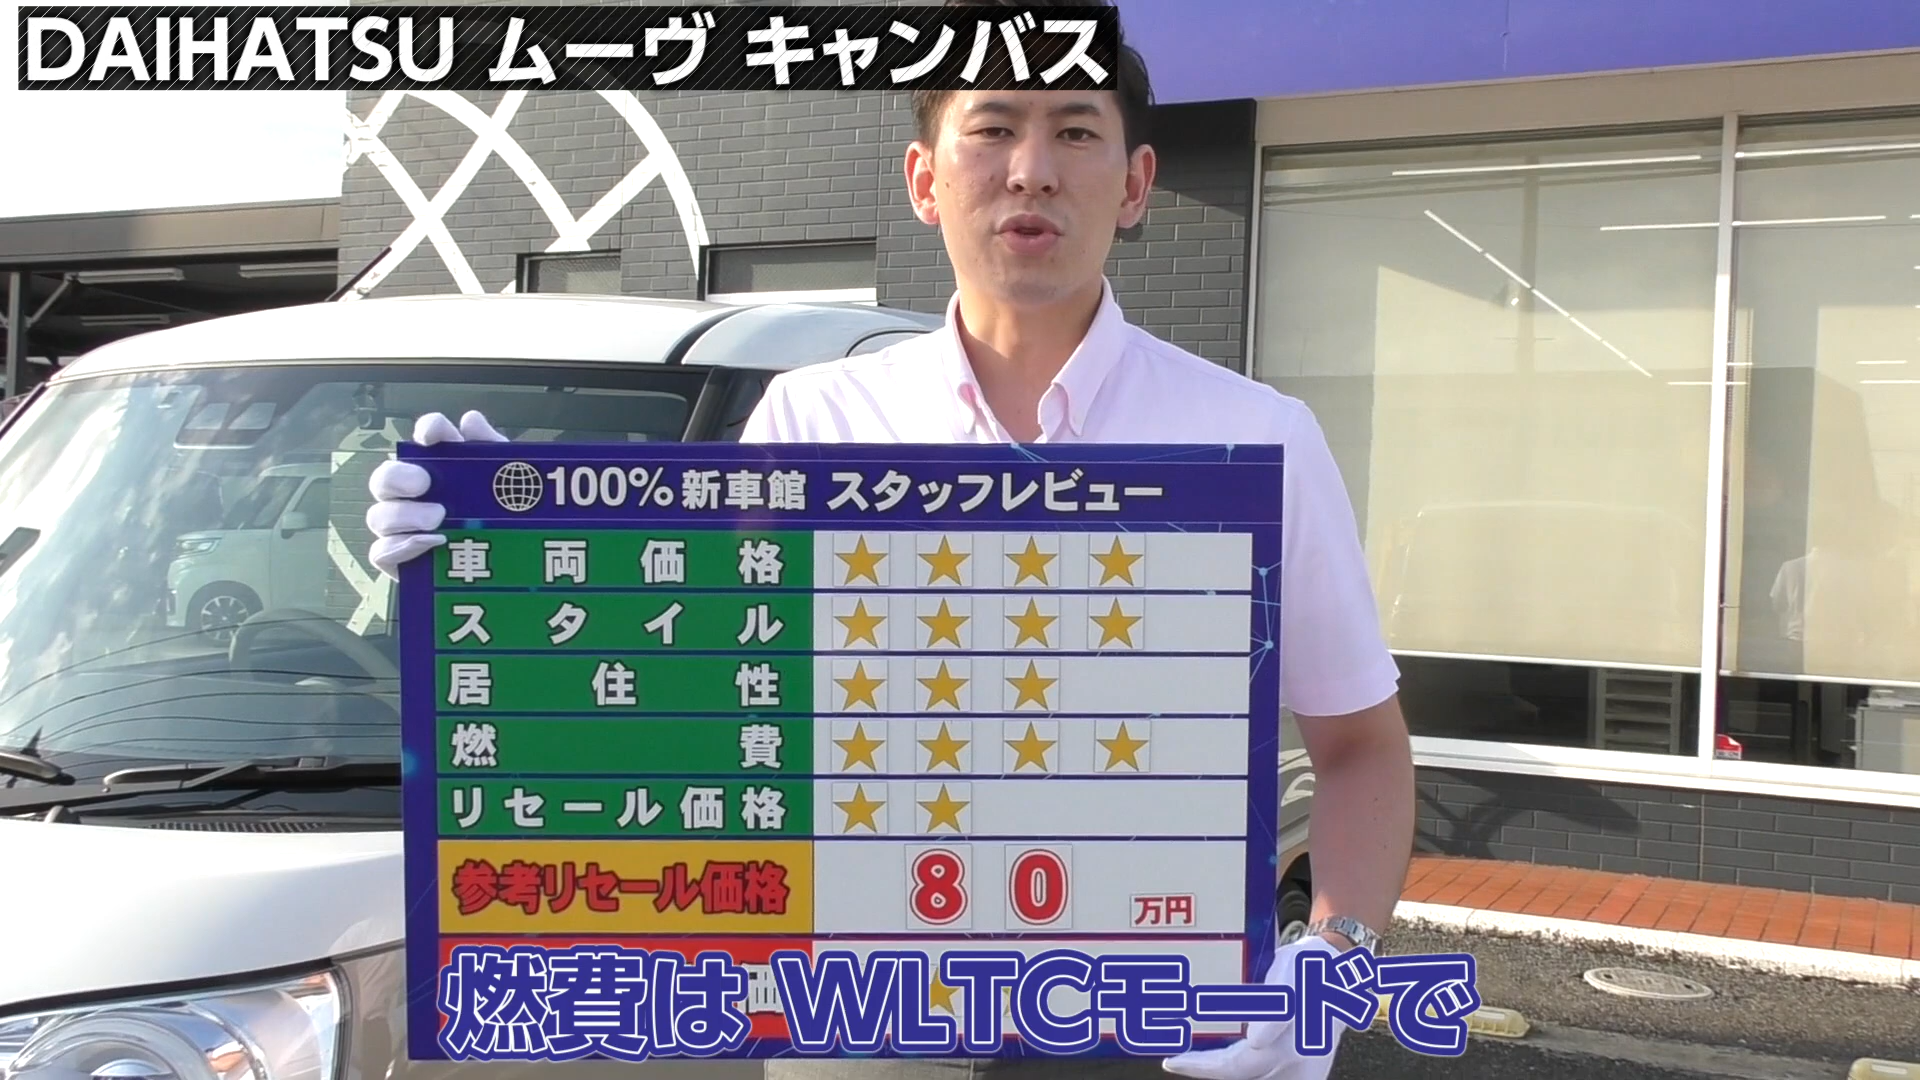 DAIHATSU ムーヴ キャンバス
100%新車館 スタッフレビュー
車両価格
スタイル
居住性
燃費
リセール価格
参考リセール価格 80万円
価
燃費は WLTCモードで